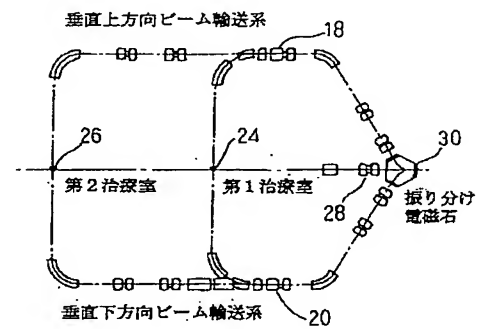 垂直上方向ビーム輸送系
18
26
24
30
第2治療室
第1治療室
28
振り分け
電磁石
垂直下方向ビーム輸送系
20